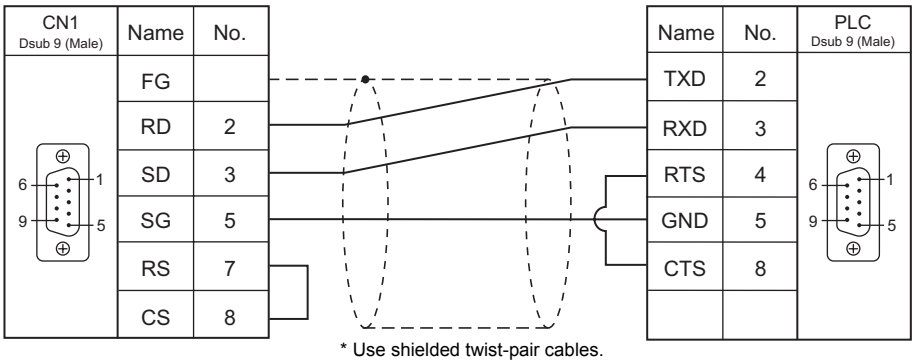 CN1
Dsub 9 (Male)
Name No.
FG
RD 2
SD 3
SG 5
RS 7
CS 8
6 1
9 5
Name No.
PLC
Dsub 9 (Male)
TXD 2
RXD 3
RTS 4
GND 5
CTS 8
6 1
9 5
* Use shielded twist-pair cables.